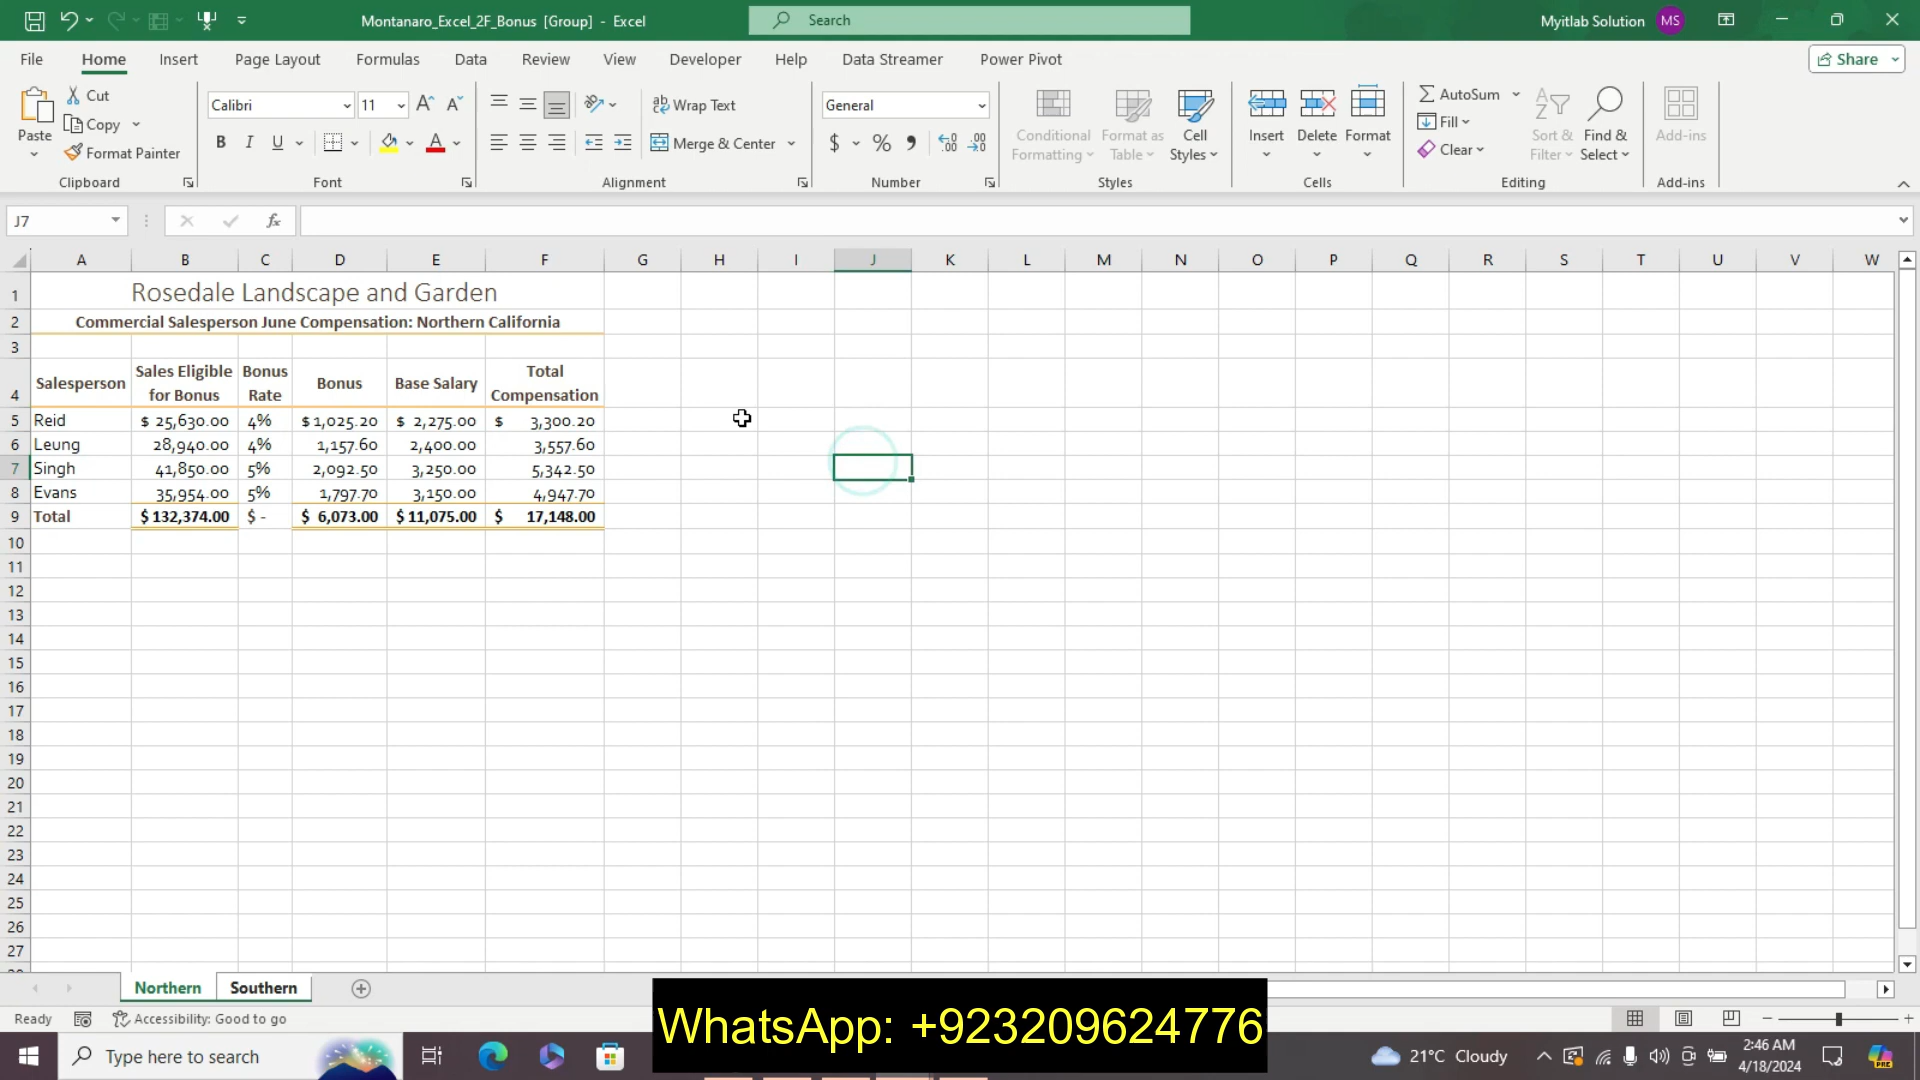 Montanaro_Excel_2F_Bonus [Group] - Excel
Search
Myitlab Solution MS
File Home Insert Page Layout Formulas Data Review View Developer Help Data Streamer Power Pivot Share
Paste Cut Copy Format Painter Clipboard
Calibri 11 B I U A Font
ab Wrap Text Merge & Center Alignment
General $ % , Number
Conditional Formatting Format as Table Cell Styles Styles
Insert Delete Format Cells
AutoSum Fill Clear Sort & Filter Find & Select Editing
Add-ins Add-ins
J7 fx
A B C D E F G H I J K L M N O P Q R S T U V W
1 Rosedale Landscape and Garden
2 Commercial Salesperson June Compensation: Northern California
3
4 Salesperson Sales Eligible for Bonus Bonus Rate Bonus Base Salary Total Compensation
5 Reid $ 25,630.00 4% $ 1,025.20 $ 2,275.00 $ 3,300.20
6 Leung 28,940.00 4% 1,157.60 2,400.00 3,557.60
7 Singh 41,850.00 5% 2,092.50 3,250.00 5,342.50
8 Evans 35,954.00 5% 1,797.70 3,150.00 4,947.70
9 Total $ 132,374.00 $ - $ 6,073.00 $ 11,075.00 $ 17,148.00
10
11
12
13
14
15
16
17
18
19
20
21
22
23
24
25
26
27
Northern Southern
Ready Accessibility: Good to go
WhatsApp: +923209624776
Type here to search
21°C Cloudy
2:46 AM
4/18/2024
PRE